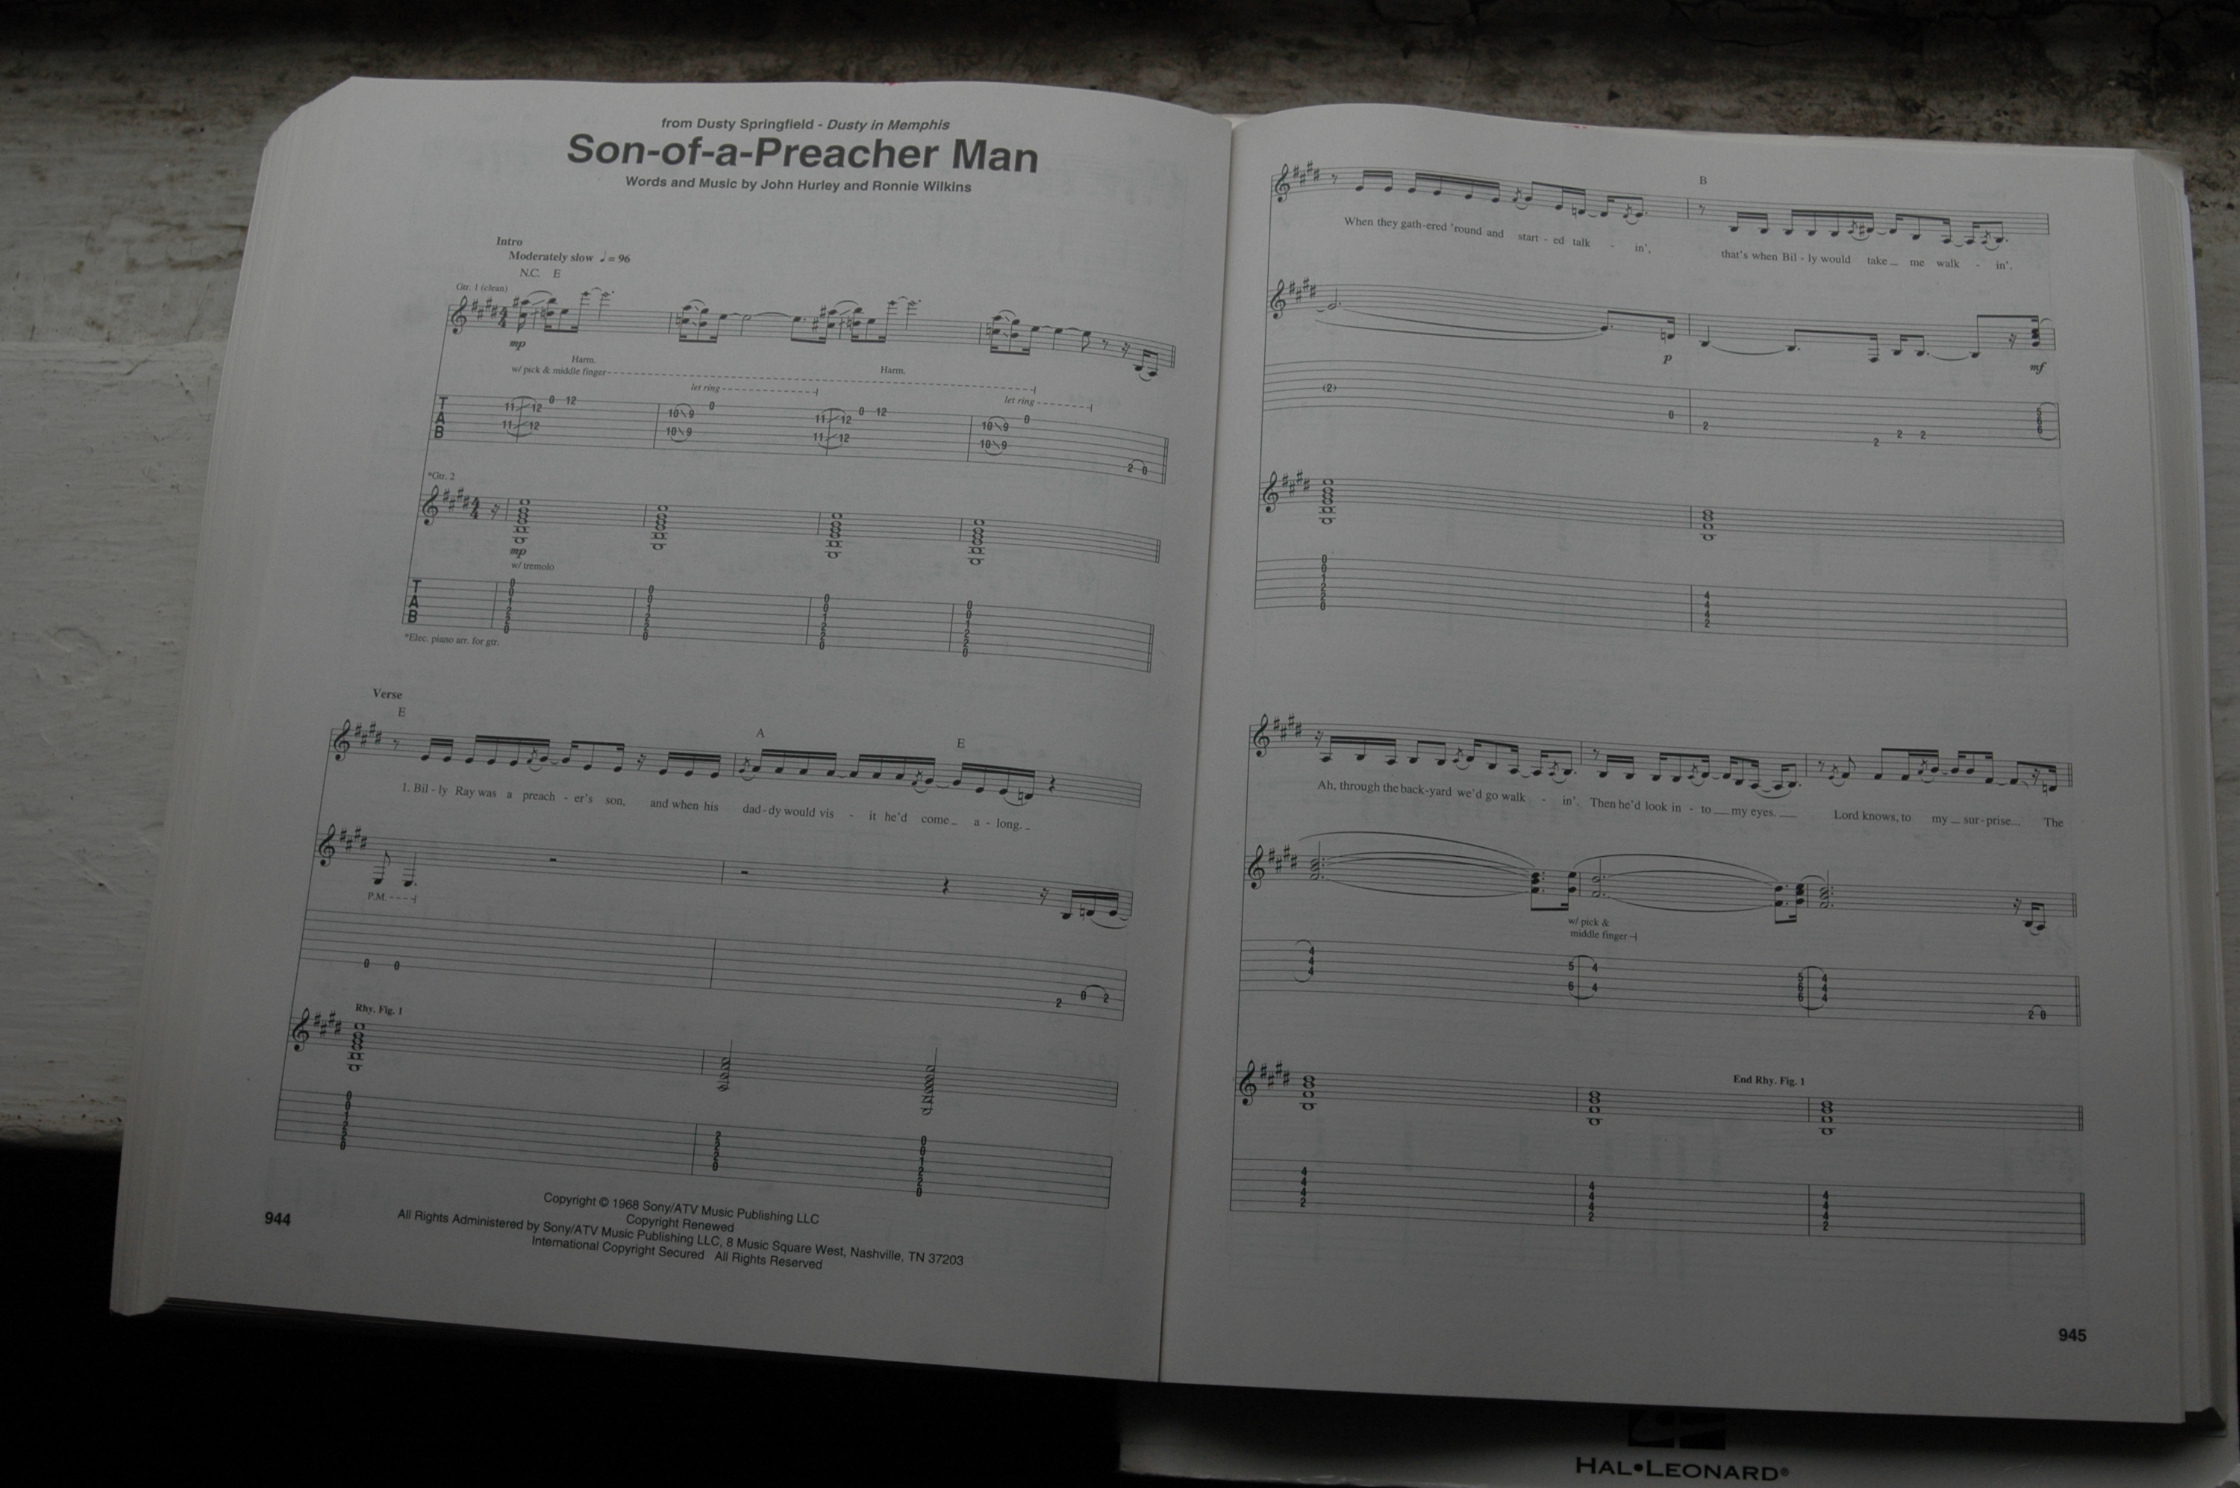 from Dusty Springfield - Dusty in Memphis
Son-of-a-Preacher Man
Words and Music by John Hurley and Ronnie Wilkins
Intro
Moderately slow ♩ = 96
N.C. E
Gtr. 1 (clean)
mp
Harm. Harm.
w/ pick & middle finger
let ring let ring
T 11 12 0 12 10 9 0 11 12 0 12 10 9 0
A
B 11 12 10 9 11 12 10 9 2 0
*Gtr. 2
mp
w/ tremolo
T
A
B
*Elec. piano arr. for gtr.
Verse
E A E
1. Bil - ly Ray was a preach - er's son, and when his dad - dy would vis - it he'd come a - long.
P.M.
0 0 2 0 2
Rhy. Fig. 1
944
Copyright © 1968 Sony/ATV Music Publishing LLC
Copyright Renewed
All Rights Administered by Sony/ATV Music Publishing LLC, 8 Music Square West, Nashville, TN 37203
International Copyright Secured All Rights Reserved
B
When they gath-ered 'round and start - ed talk - in', that's when Bil - ly would take me walk - in'.
p mf
(2) 0 2 2 2 2
Ah, through the back-yard we'd go walk - in'. Then he'd look in - to my eyes. Lord knows, to my sur-prise. The
w/ pick &
middle finger
End Rhy. Fig. 1
945
HAL•LEONARD®